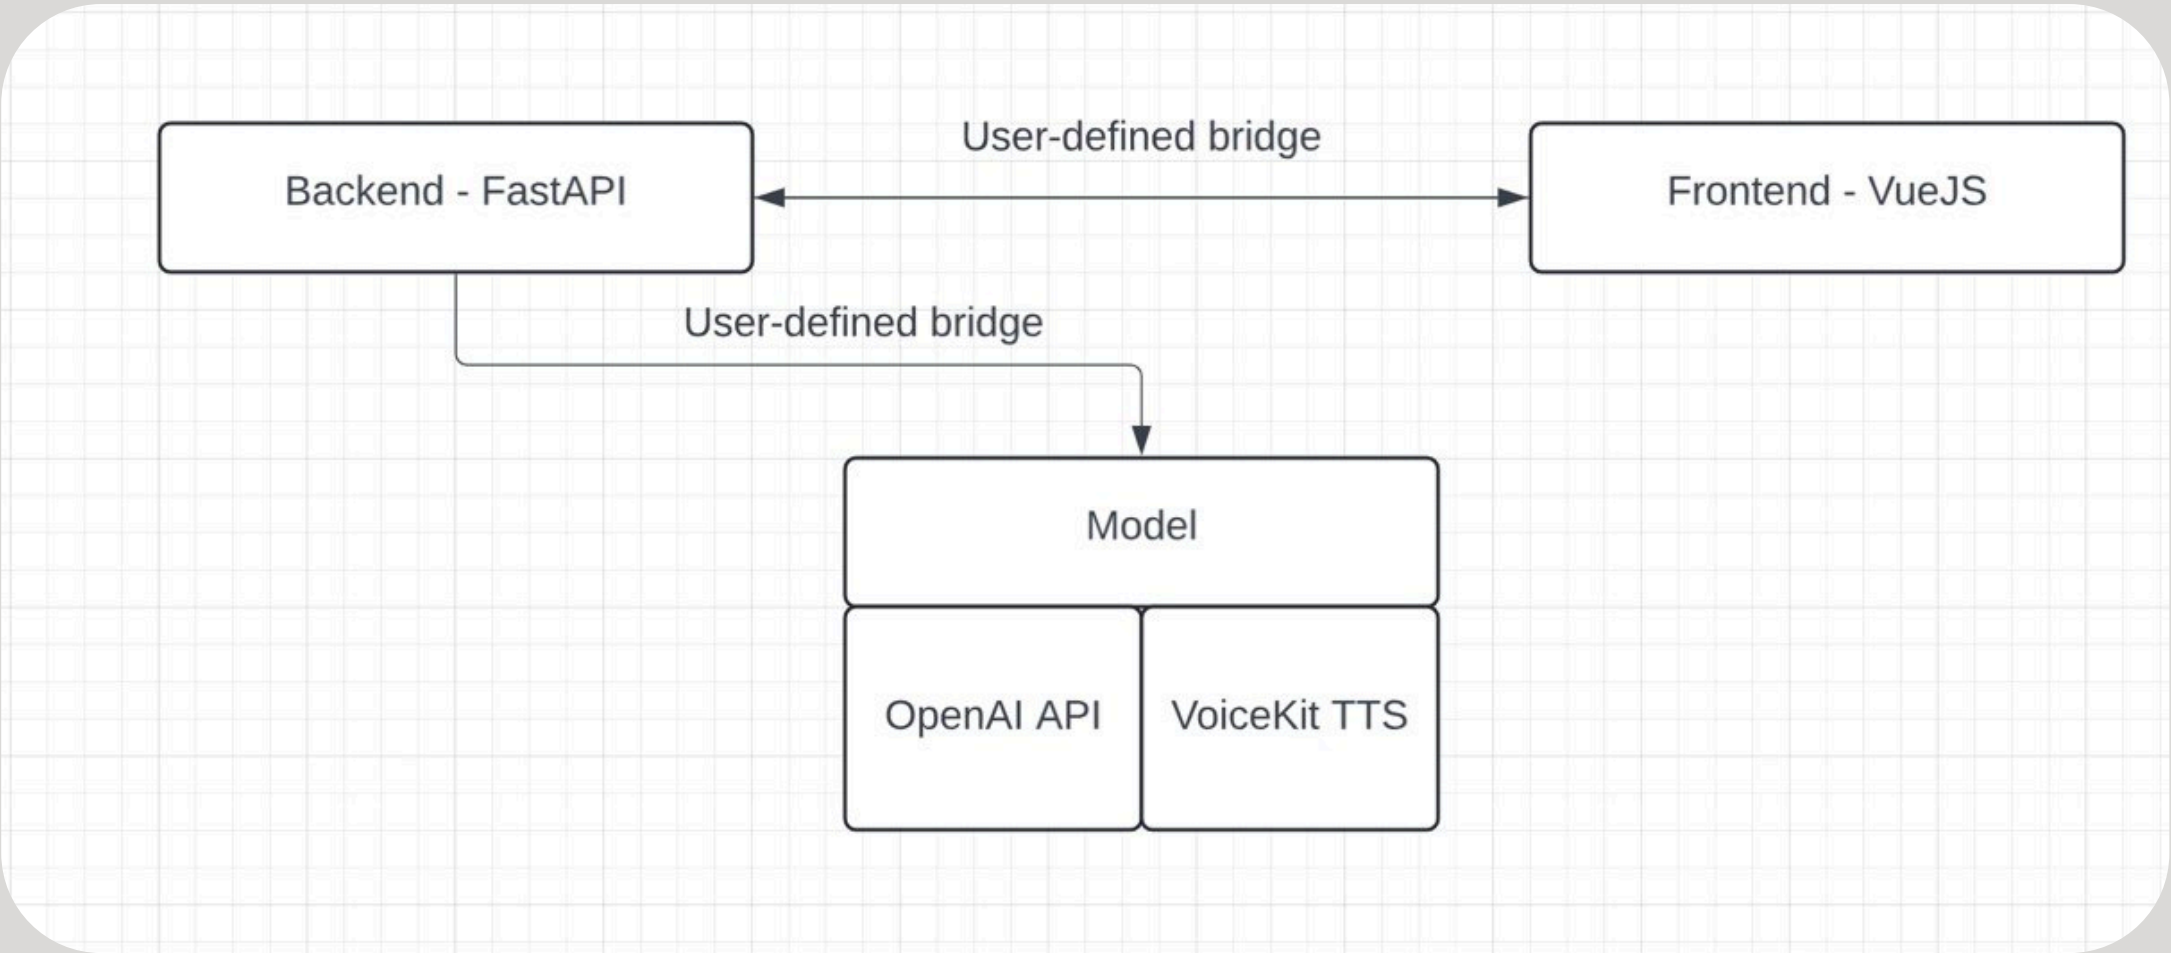 User-defined bridge
Backend - FastAPI
Frontend - VueJS
User-defined bridge
Model
OpenAI API
VoiceKit TTS